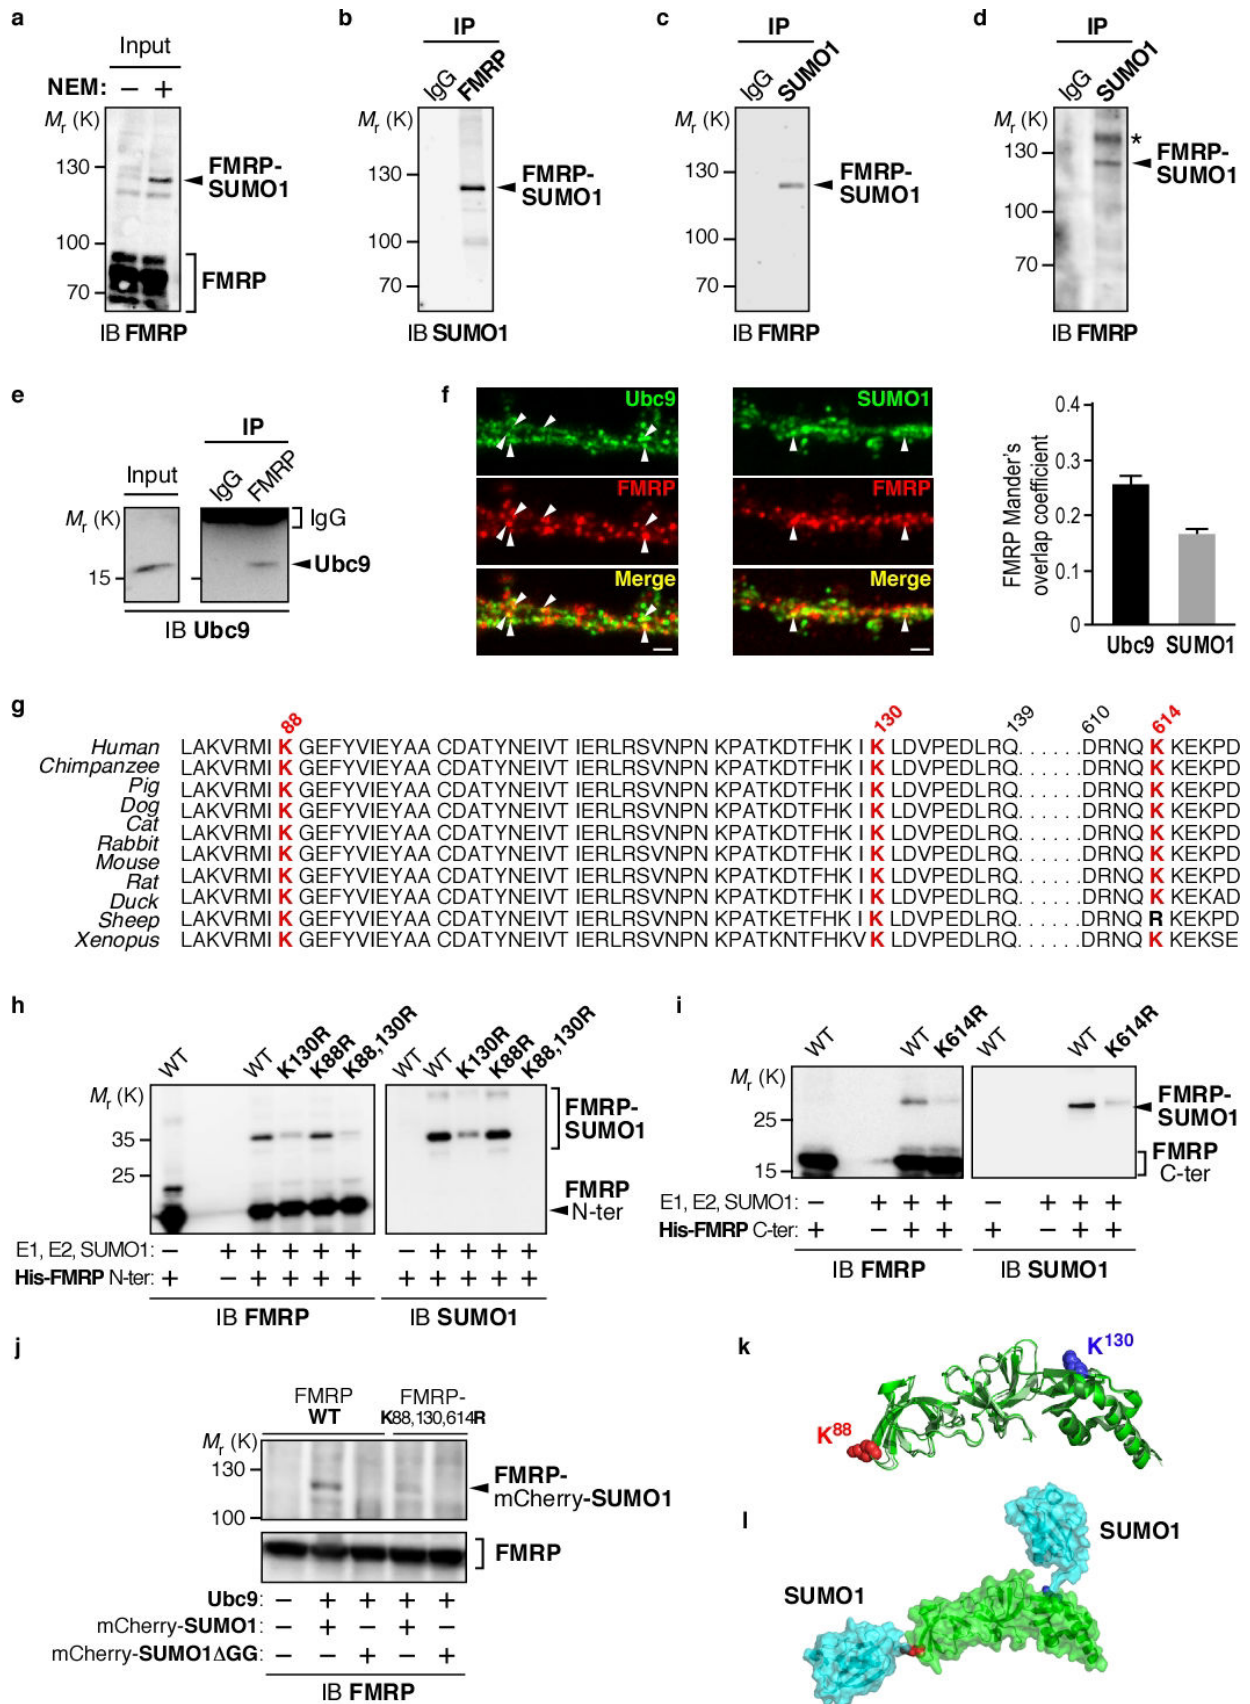 a
Input
NEM: – +
Mr (K)
130
100
70
FMRP-
SUMO1
FMRP
IB FMRP
b
IP
IgG FMRP
Mr (K)
130
100
70
FMRP-
SUMO1
IB SUMO1
c
IP
IgG SUMO1
Mr (K)
130
100
70
FMRP-
SUMO1
IB FMRP
d
IP
IgG SUMO1
Mr (K)
130
100
70
*
FMRP-
SUMO1
IB FMRP
e
IP
Input IgG FMRP
Mr (K)
15
IgG
Ubc9
IB Ubc9
f
Ubc9
FMRP
Merge
SUMO1
FMRP
Merge
FMRP Mander's
overlap coefficient
0.4
0.3
0.2
0.1
0
Ubc9 SUMO1
g
88 130 139 610 614
Human LAKVRMI K GEFYVIEYAA CDATYNEIVT IERLRSVNPN KPATKDTFHK I K LDVPEDLRQ......DRNQ K KEKPD
Chimpanzee LAKVRMI K GEFYVIEYAA CDATYNEIVT IERLRSVNPN KPATKDTFHK I K LDVPEDLRQ......DRNQ K KEKPD
Pig LAKVRMI K GEFYVIEYAA CDATYNEIVT IERLRSVNPN KPATKDTFHK I K LDVPEDLRQ......DRNQ K KEKPD
Dog LAKVRMI K GEFYVIEYAA CDATYNEIVT IERLRSVNPN KPATKDTFHK I K LDVPEDLRQ......DRNQ K KEKPD
Cat LAKVRMI K GEFYVIEYAA CDATYNEIVT IERLRSVNPN KPATKDTFHK I K LDVPEDLRQ......DRNQ K KEKPD
Rabbit LAKVRMI K GEFYVIEYAA CDATYNEIVT IERLRSVNPN KPATKDTFHK I K LDVPEDLRQ......DRNQ K KEKPD
Mouse LAKVRMI K GEFYVIEYAA CDATYNEIVT IERLRSVNPN KPATKDTFHK I K LDVPEDLRQ......DRNQ K KEKPD
Rat LAKVRMI K GEFYVIEYAA CDATYNEIVT IERLRSVNPN KPATKDTFHK I K LDVPEDLRQ......DRNQ K KEKPD
Duck LAKVRMI K GEFYVIEYAA CDATYNEIVT IERLRSVNPN KPATKDTFHK I K LDVPEDLRQ......DRNQ K KEKAD
Sheep LAKVRMI K GEFYVIEYAA CDATYNEIVT IERLRSVNPN KPATKETFHK I K LDVPEDLRQ......DRNQ R KEKPD
Xenopus LAKVRMI K GEFYVIEYAA CDATYNEIVT IERLRSVNPN KPATKNTFHKV K LDVPEDLRQ......DRNQ K KEKSE
h
WT WT K130R K88R K88,130R WT WT K130R K88R K88,130R
Mr (K)
35
25
FMRP-
SUMO1
FMRP
N-ter
E1, E2, SUMO1: – + + + + + – + + + +
His-FMRP N-ter: + – + + + + + + + + +
IB FMRP IB SUMO1
i
WT WT K614R WT WT K614R
Mr (K)
25
15
FMRP-
SUMO1
FMRP
C-ter
E1, E2, SUMO1: – + + + – + + +
His-FMRP C-ter: + – + + + – + +
IB FMRP IB SUMO1
j
FMRP
WT
FMRP-
K88,130,614R
Mr (K)
130
100
FMRP-
mCherry-SUMO1
FMRP
Ubc9: – + + + +
mCherry-SUMO1: – + – + –
mCherry-SUMO1ΔGG: – – + – +
IB FMRP
k
K130
K88
l
SUMO1
SUMO1